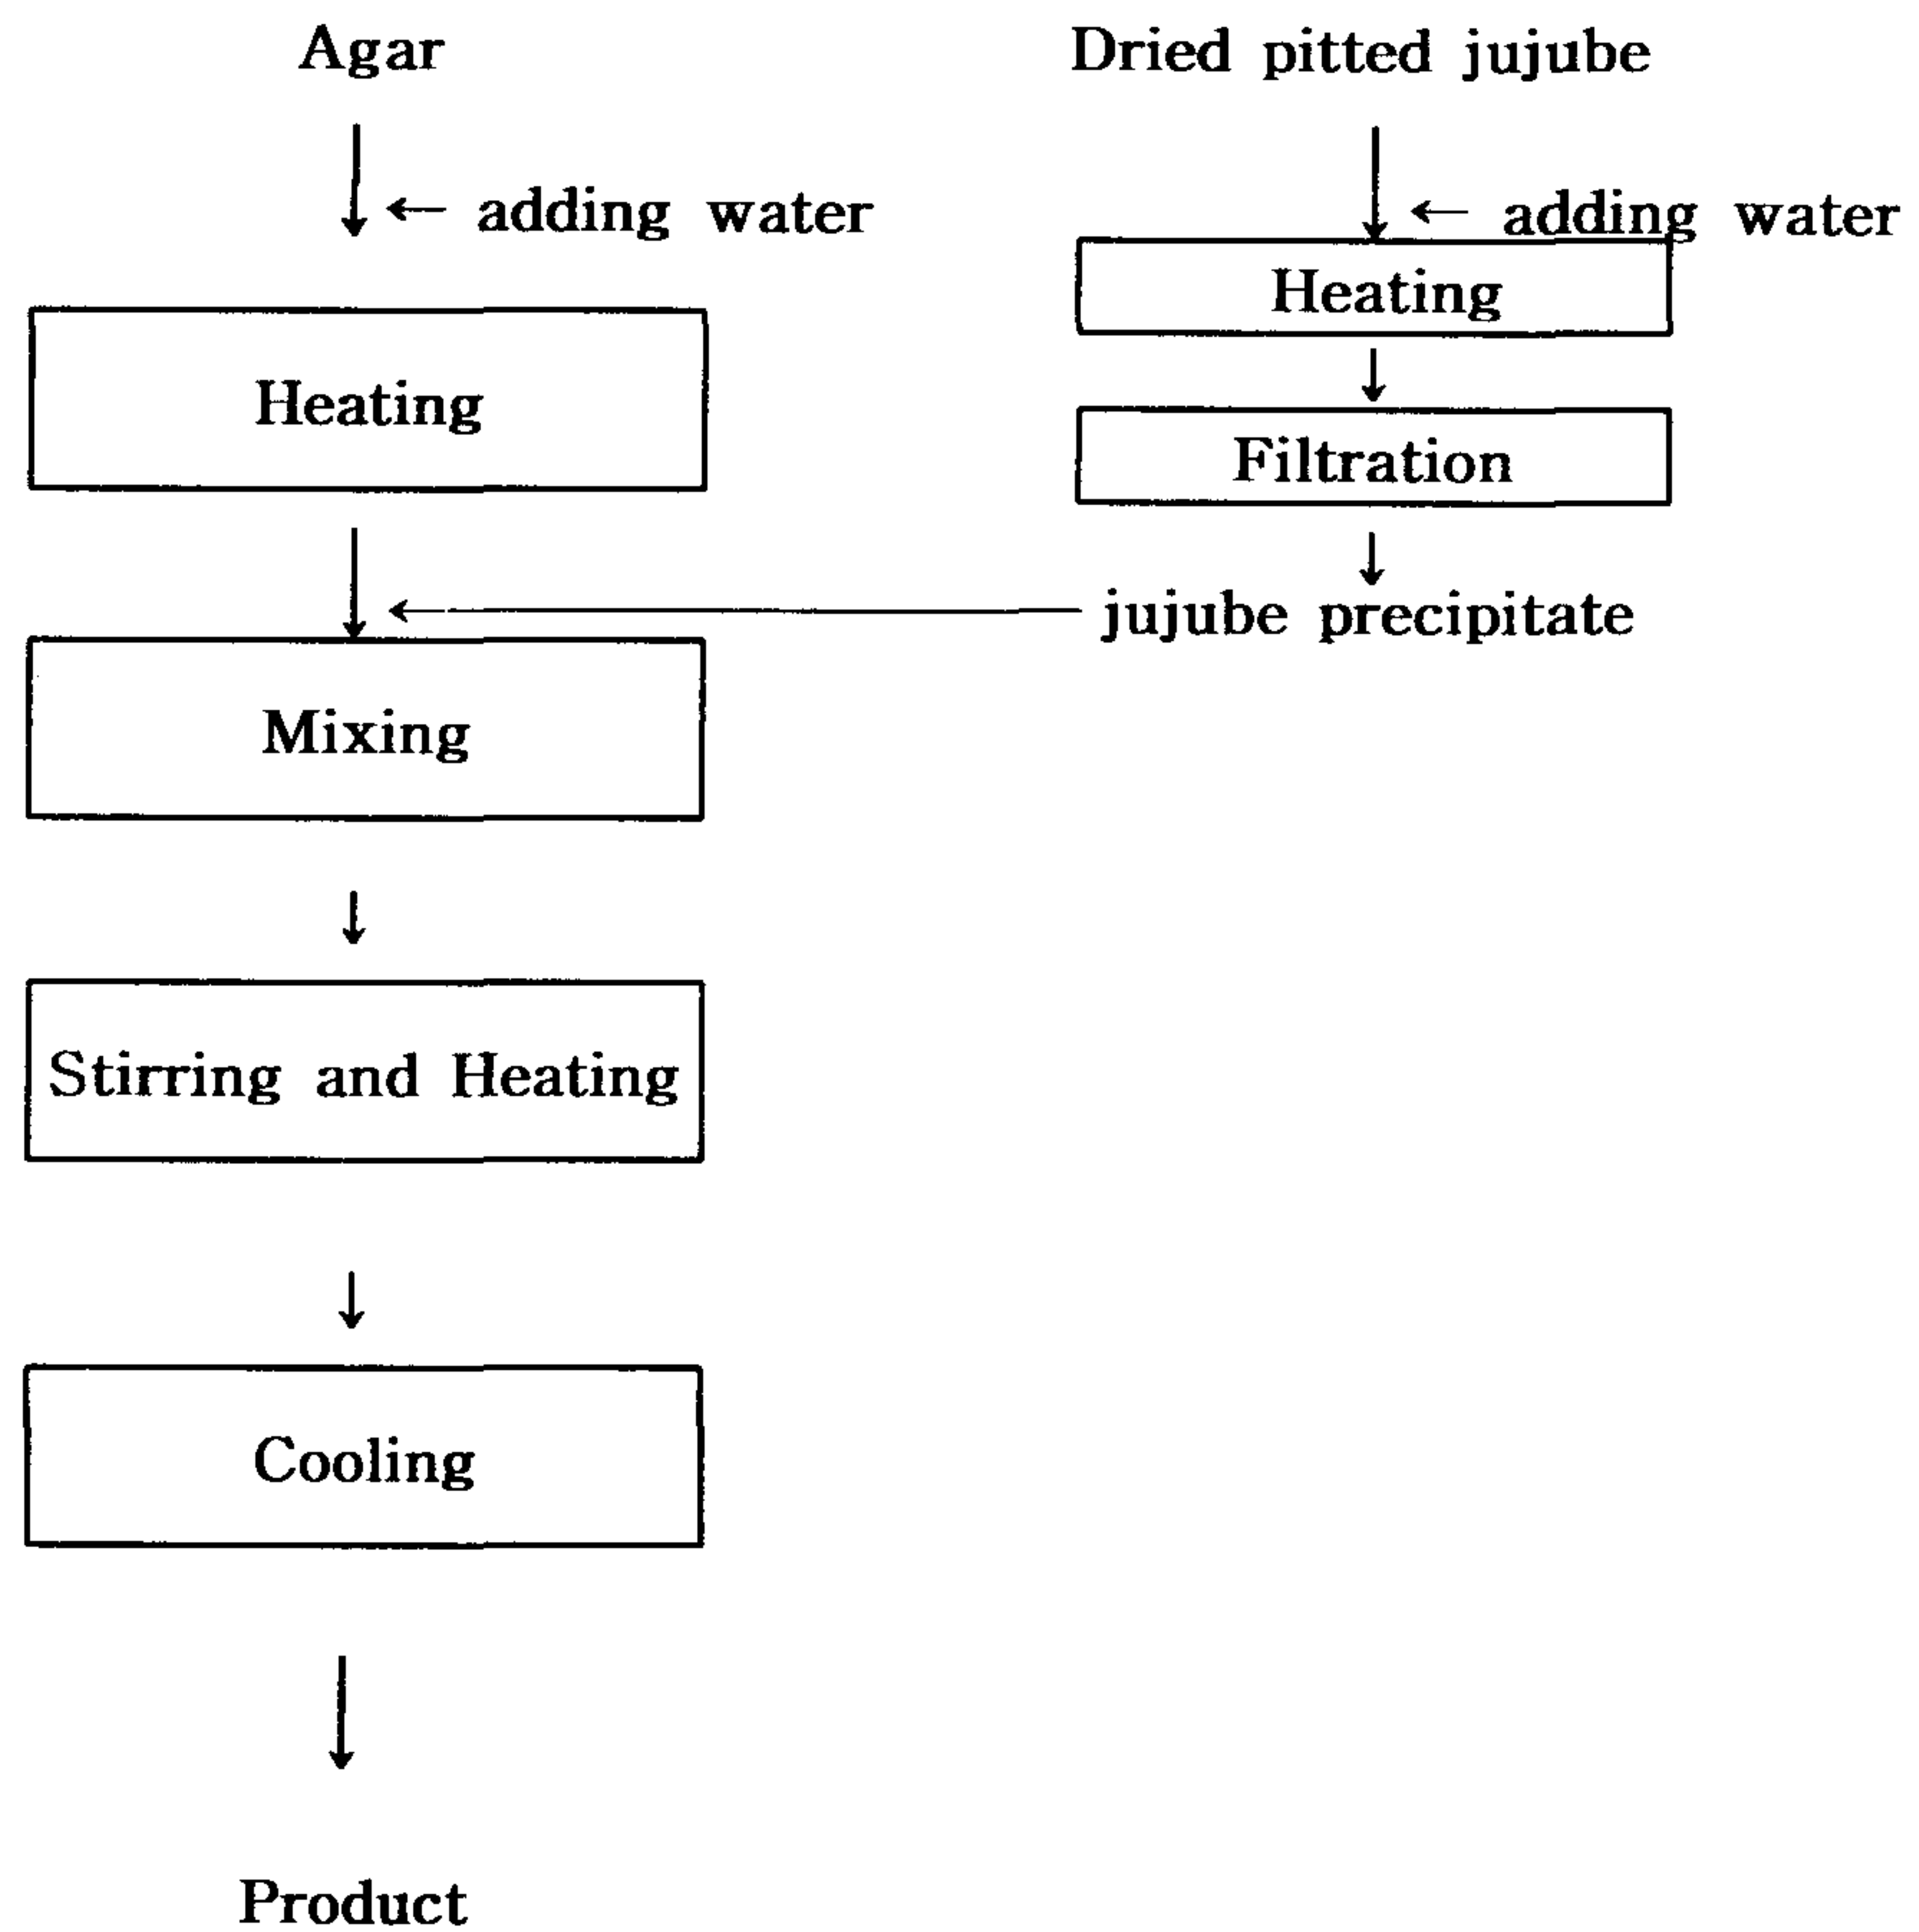 Agar
adding water
Heating
Dried pitted jujube
adding water
Heating
Filtration
jujube precipitate
Mixing
Stirring and Heating
Cooling
Product